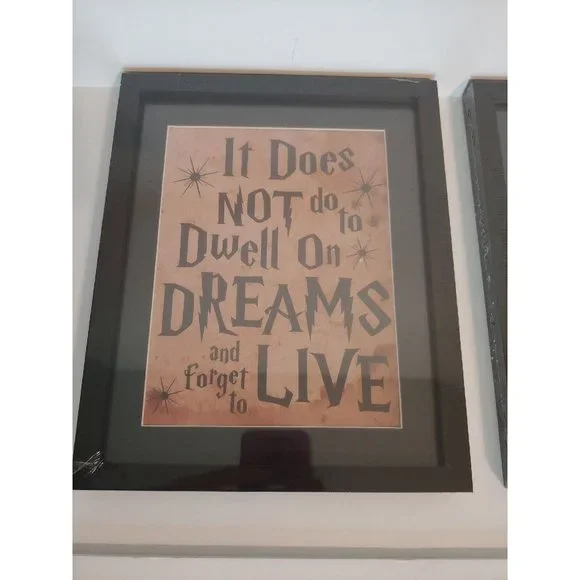 It Does
NOT do to
Dwell On
DREAMS
and forget to LIVE